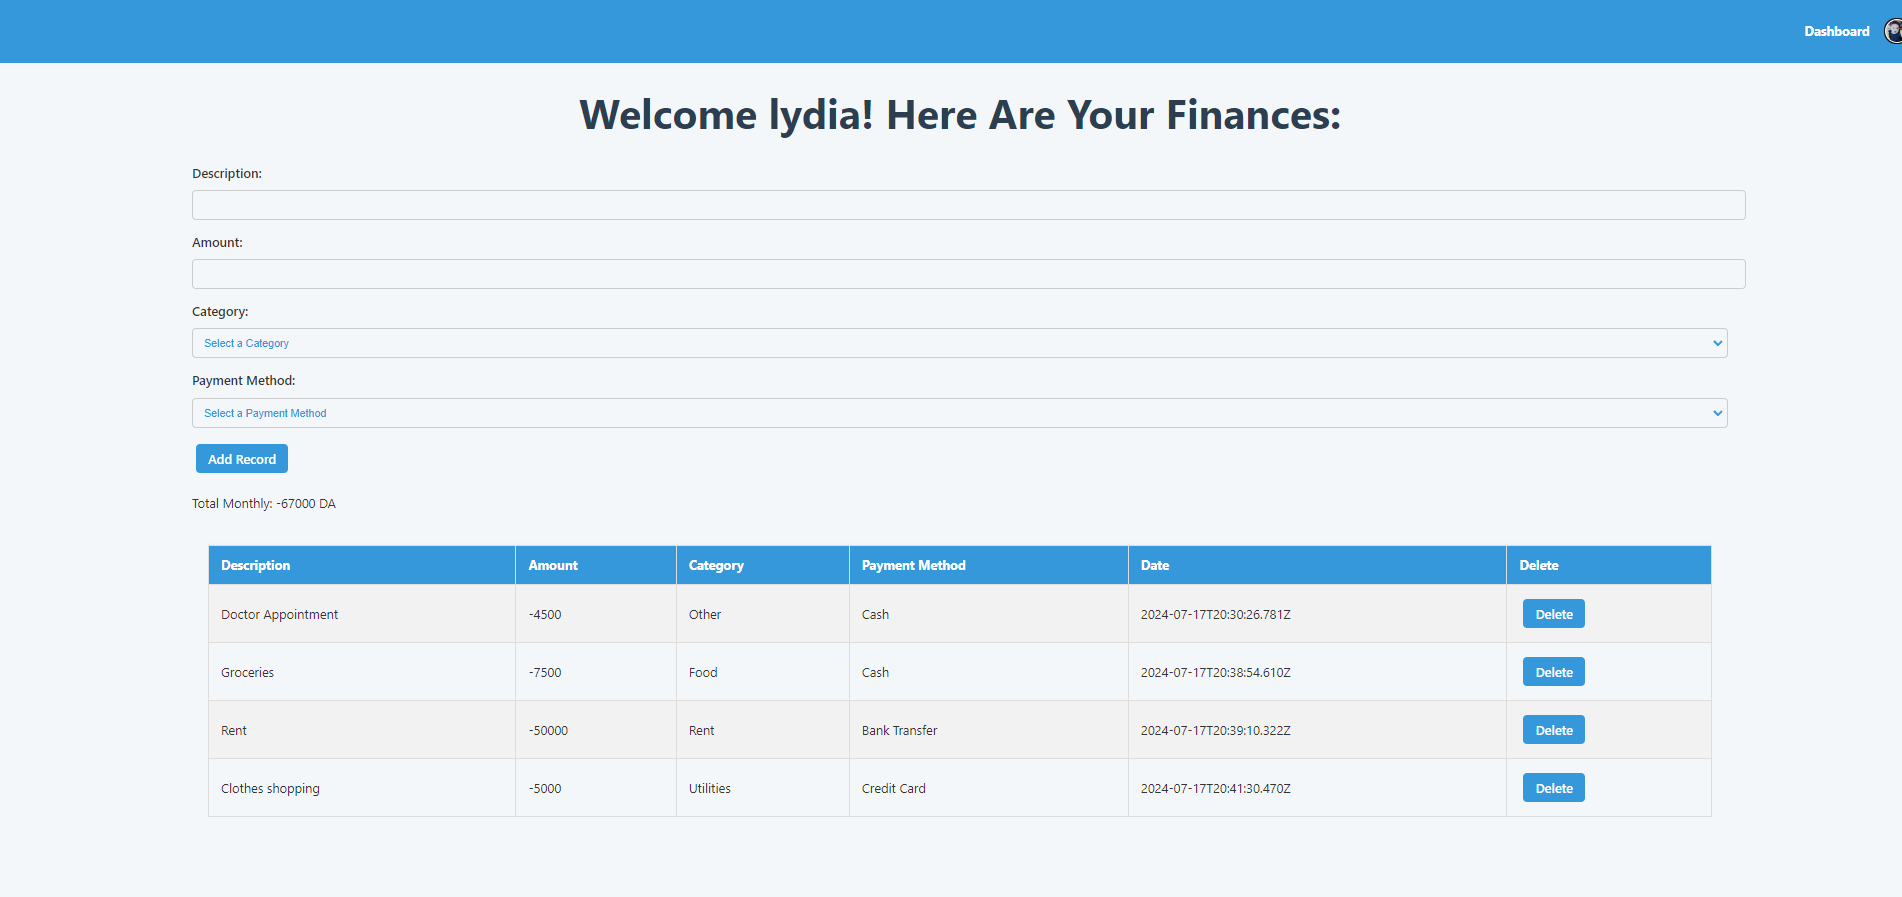 Dashboard
Welcome lydia! Here Are Your Finances:
Description:
Amount:
Category:
Select a Category
Payment Method:
Select a Payment Method
Add Record
Total Monthly: -67000 DA
Description Amount Category Payment Method Date Delete
Doctor Appointment -4500 Other Cash 2024-07-17T20:30:26.781Z Delete
Groceries -7500 Food Cash 2024-07-17T20:38:54.610Z Delete
Rent -50000 Rent Bank Transfer 2024-07-17T20:39:10.322Z Delete
Clothes shopping -5000 Utilities Credit Card 2024-07-17T20:41:30.470Z Delete